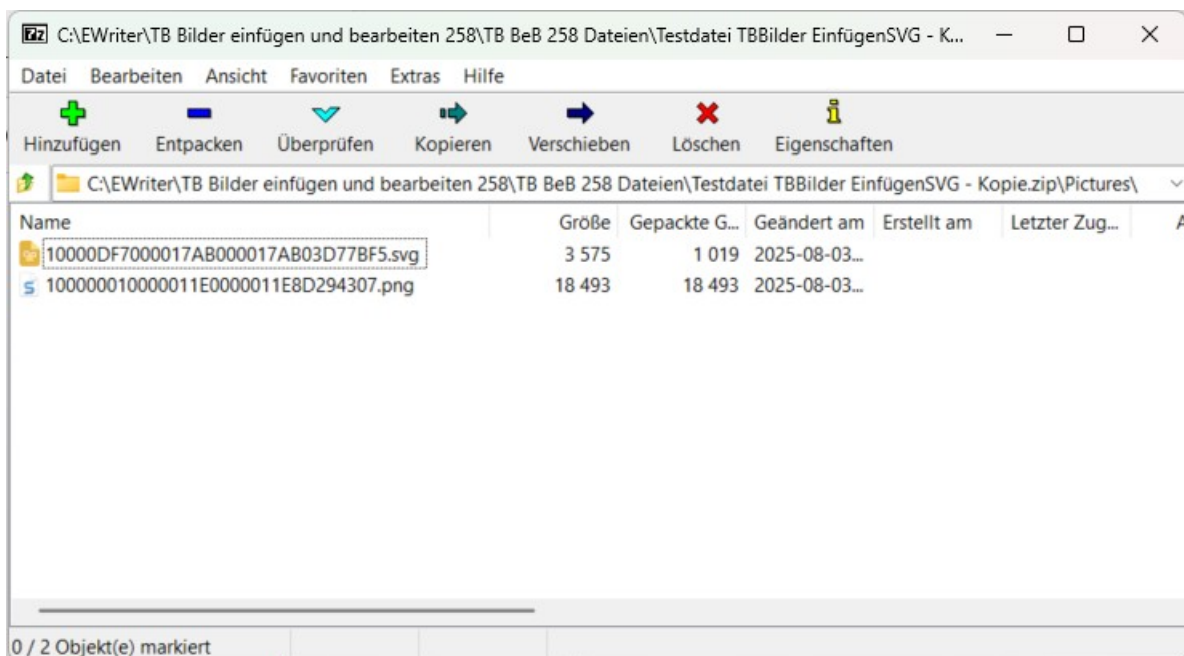 7z C:\EWriter\TB Bilder einfügen und bearbeiten 258\TB BeB 258 Dateien\Testdatei TBBilder EinfügenSVG - K...
Datei Bearbeiten Ansicht Favoriten Extras Hilfe
Hinzufügen Entpacken Überprüfen Kopieren Verschieben Löschen Eigenschaften
C:\EWriter\TB Bilder einfügen und bearbeiten 258\TB BeB 258 Dateien\Testdatei TBBilder EinfügenSVG - Kopie.zip\Pictures\
Name Größe Gepackte G... Geändert am Erstellt am Letzter Zug... A
10000DF7000017AB000017AB03D77BF5.svg 3 575 1 019 2025-08-03...
100000010000011E0000011E8D294307.png 18 493 18 493 2025-08-03...
0 / 2 Objekt(e) markiert